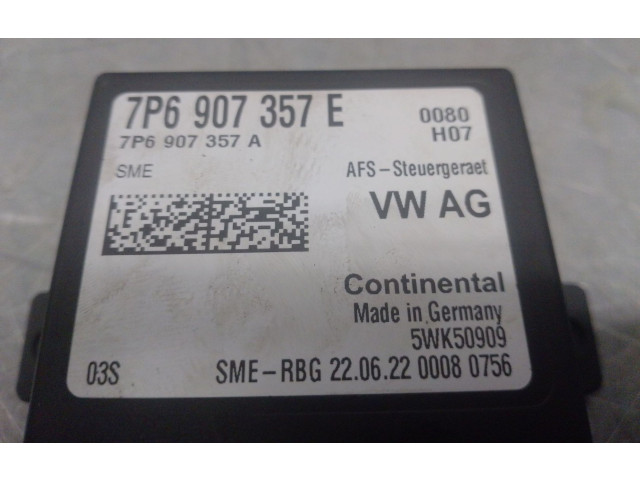 7P6 907 357 E
0080
7P6 907 357 A
H07
SME
AFS-Steuergeraet
VW AG
Continental
Made in Germany
5WK50909
03S
SME-RBG 22.06.22 0008 0756